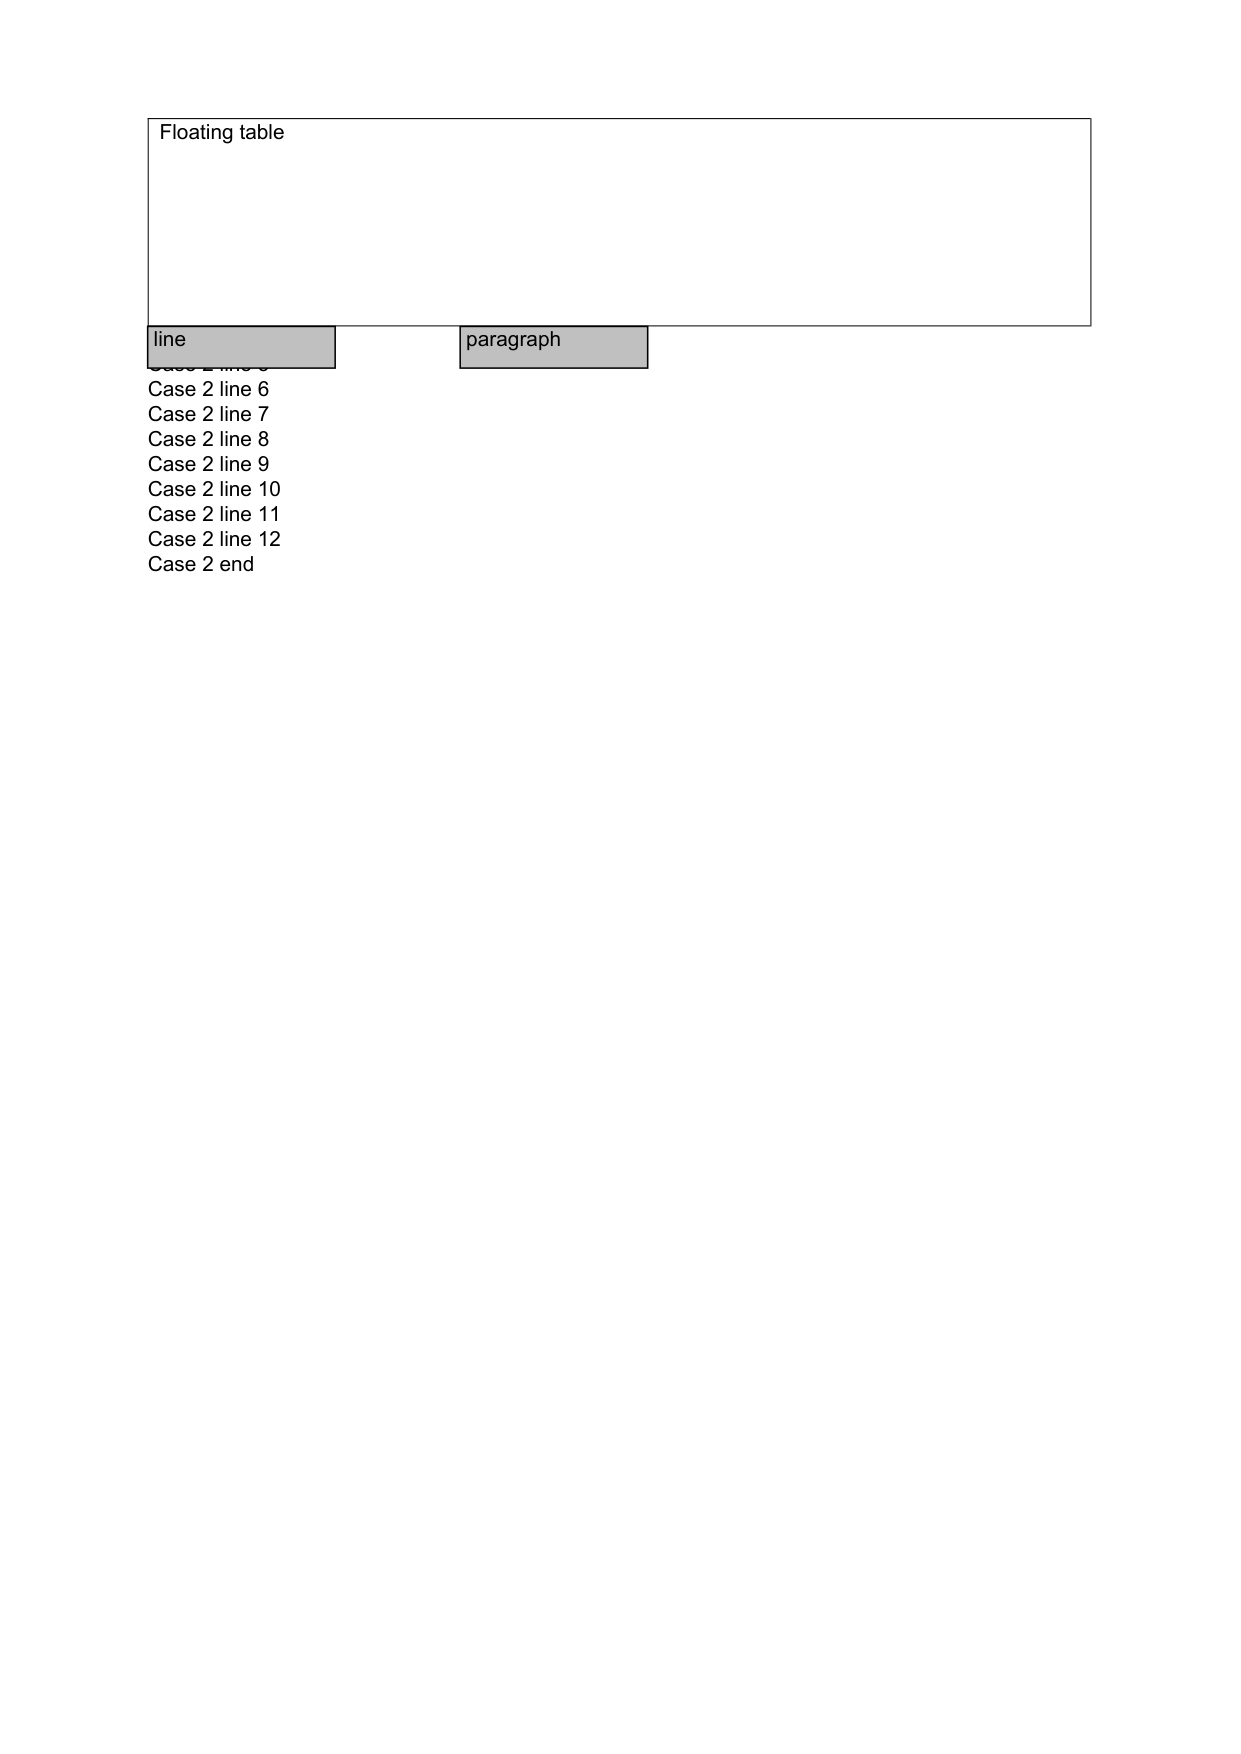 Floating table
line paragraph
Case 2 line 6
Case 2 line 7
Case 2 line 8
Case 2 line 9
Case 2 line 10
Case 2 line 11
Case 2 line 12
Case 2 end